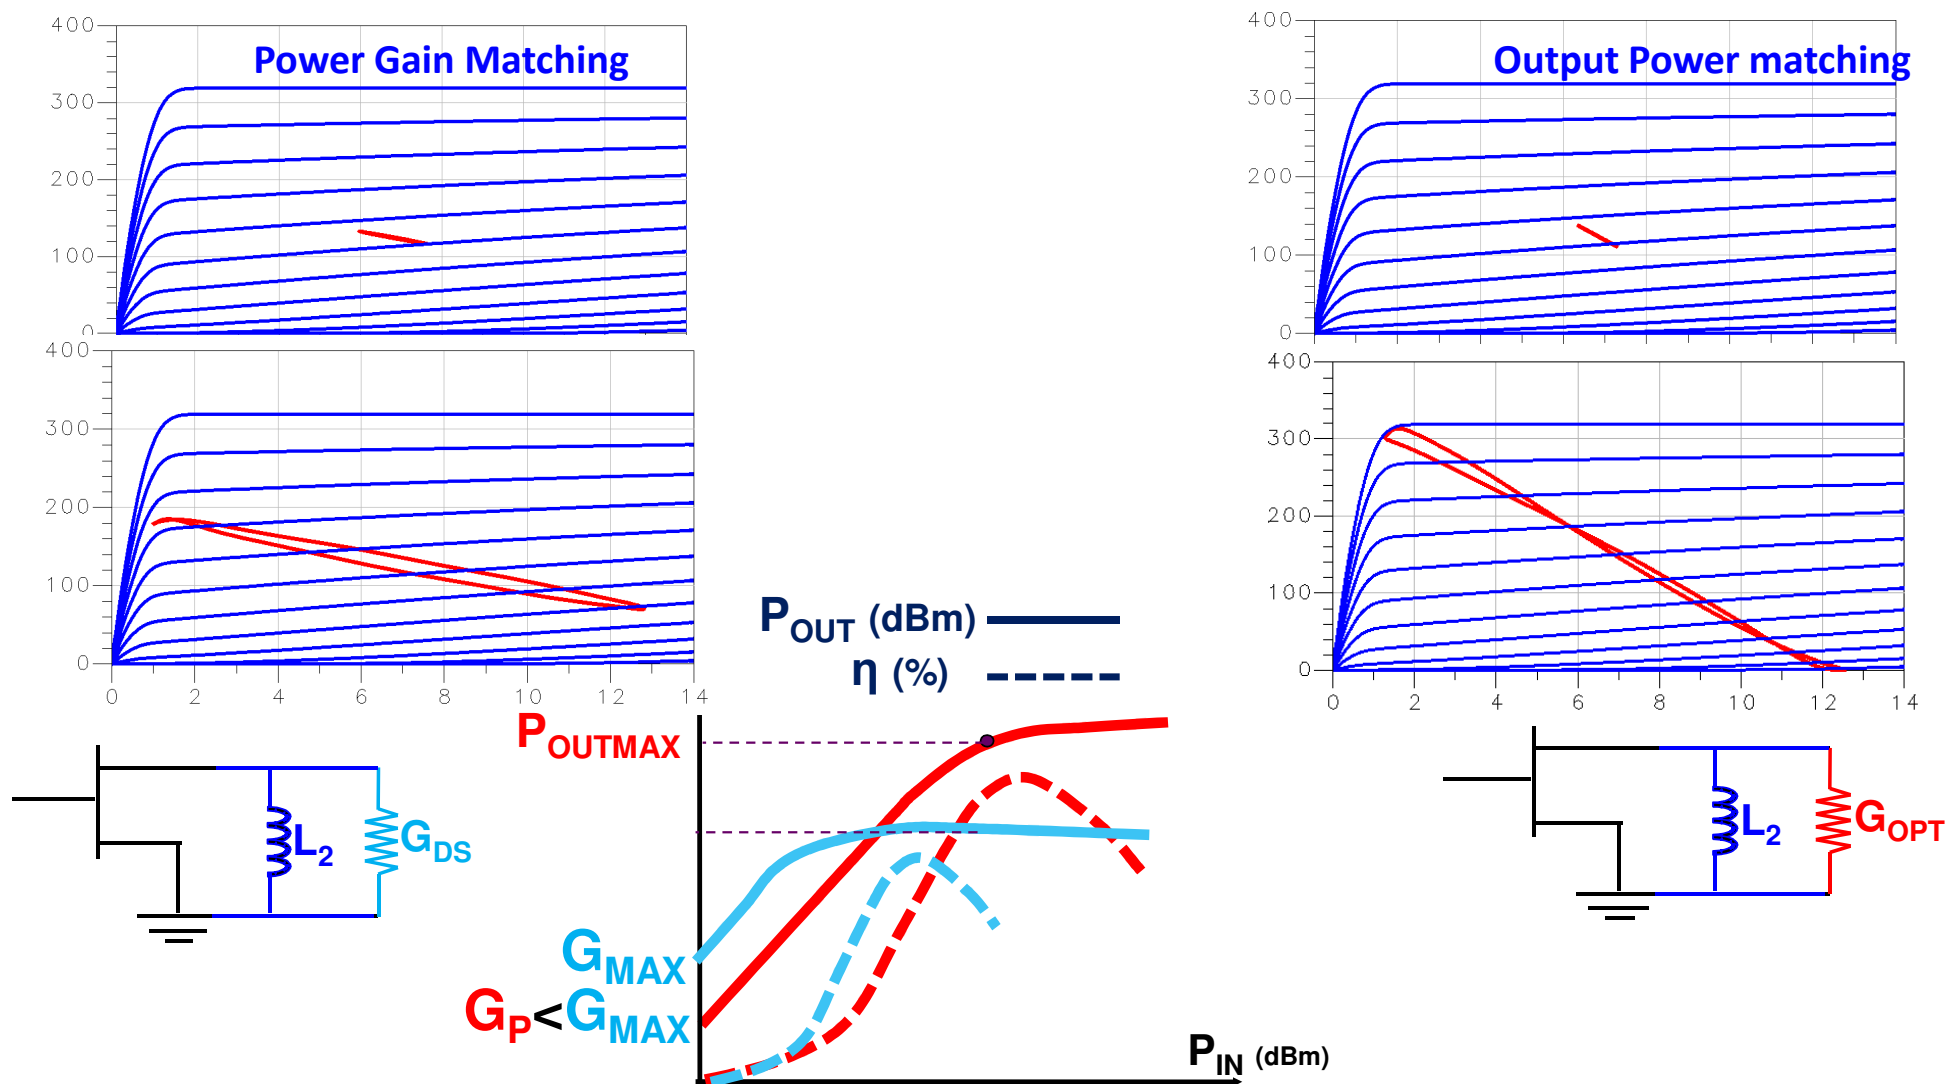 400
300
200
100
0
Power Gain Matching
400
300
200
100
0
Output Power matching
400
300
200
100
0
0 2 4 6 8 10 12 14
400
300
200
100
0
0 2 4 6 8 10 12 14
P_OUT (dBm)
η (%)
P_OUTMAX
L_2
G_DS
L_2
G_OPT
G_MAX
G_P<G_MAX
P_IN (dBm)